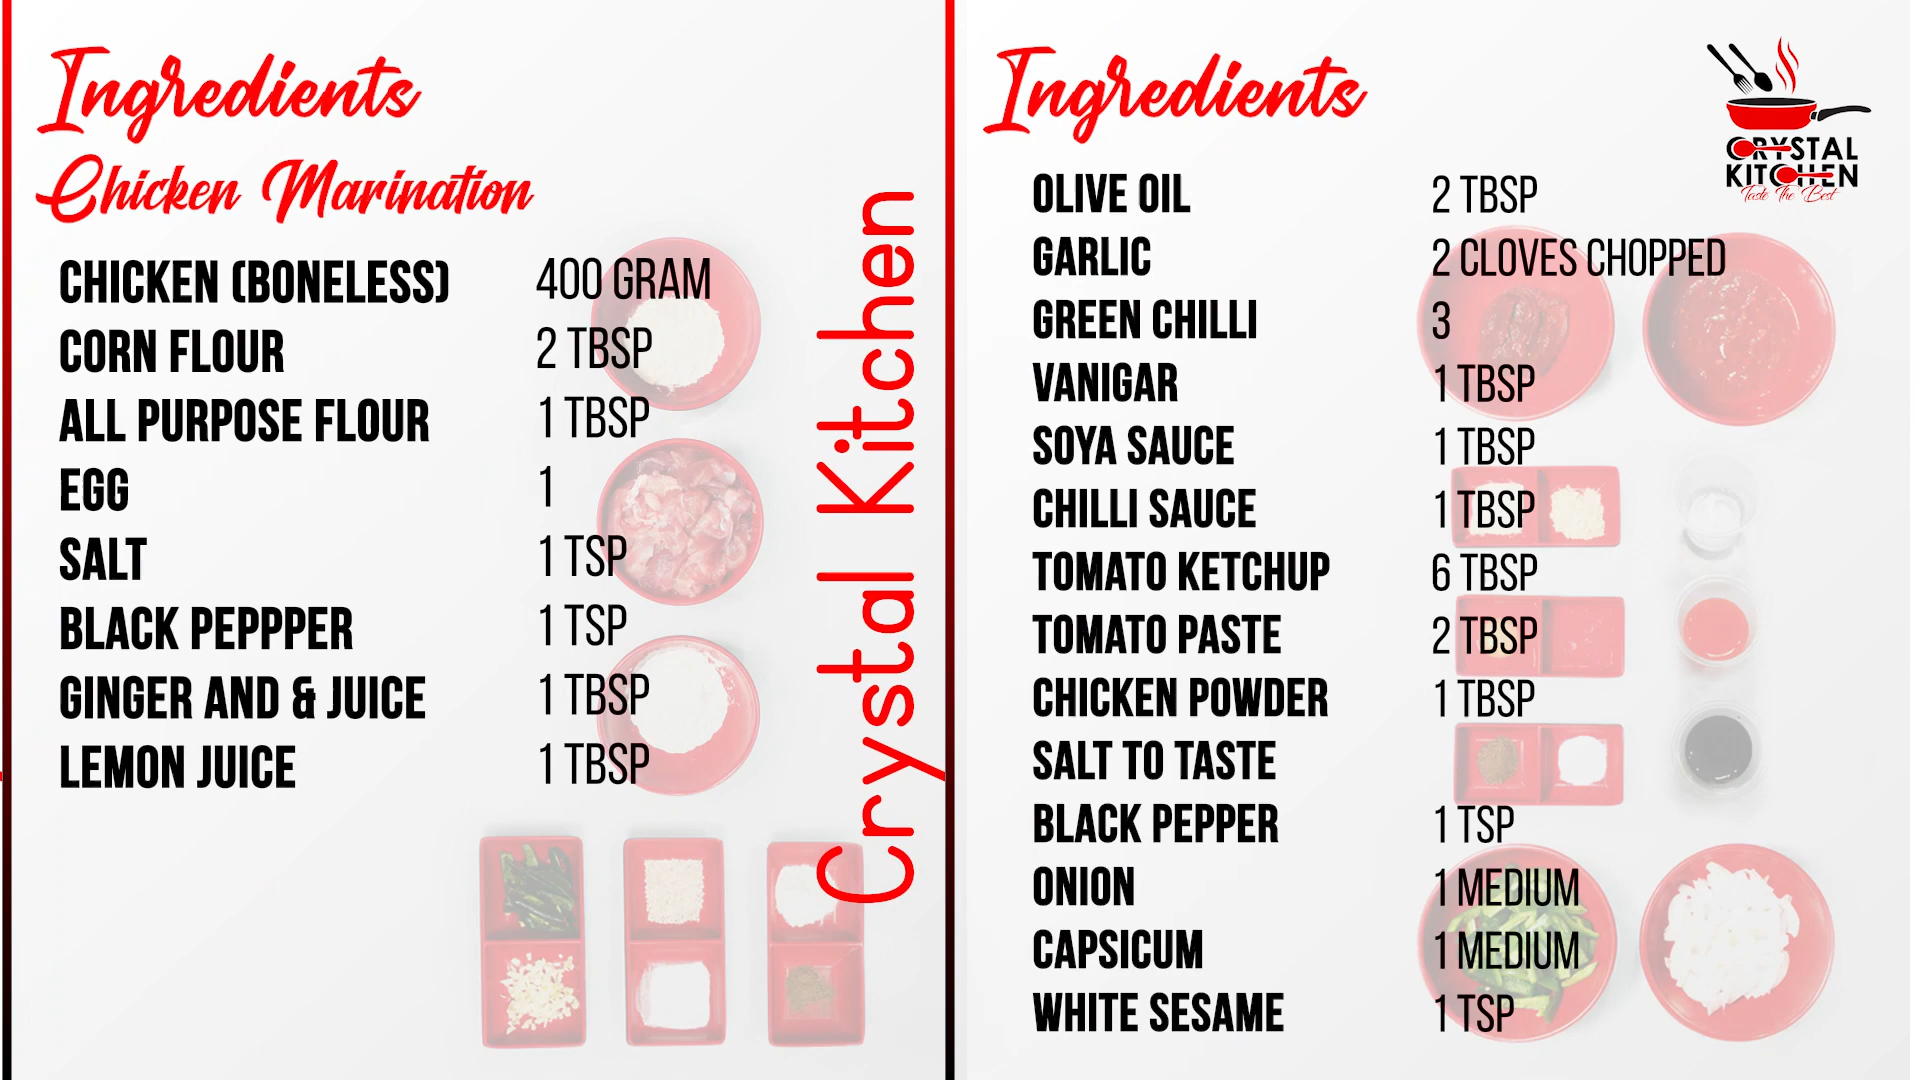 Ingredients
Chicken Marination
CHICKEN (BONELESS) 400 GRAM
CORN FLOUR 2 TBSP
ALL PURPOSE FLOUR 1 TBSP
EGG 1
SALT 1 TSP
BLACK PEPPPER 1 TSP
GINGER AND & JUICE 1 TBSP
LEMON JUICE 1 TBSP
Crystal Kitchen
Ingredients
OLIVE OIL 2 TBSP
GARLIC 2 CLOVES CHOPPED
GREEN CHILLI 3
VANIGAR 1 TBSP
SOYA SAUCE 1 TBSP
CHILLI SAUCE 1 TBSP
TOMATO KETCHUP 6 TBSP
TOMATO PASTE 2 TBSP
CHICKEN POWDER 1 TBSP
SALT TO TASTE
BLACK PEPPER 1 TSP
ONION 1 MEDIUM
CAPSICUM 1 MEDIUM
WHITE SESAME 1 TSP
CRYSTAL
KITCHEN
Taste The Best